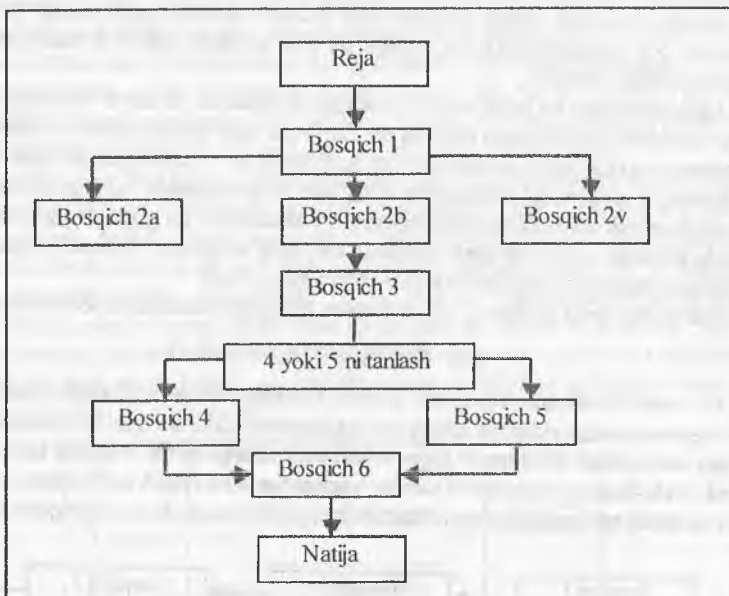 Reja
Bosqich 1
Bosqich 2a
Bosqich 2b
Bosqich 2v
Bosqich 3
4 yoki 5 ni tanlash
Bosqich 4
Bosqich 5
Bosqich 6
Natija